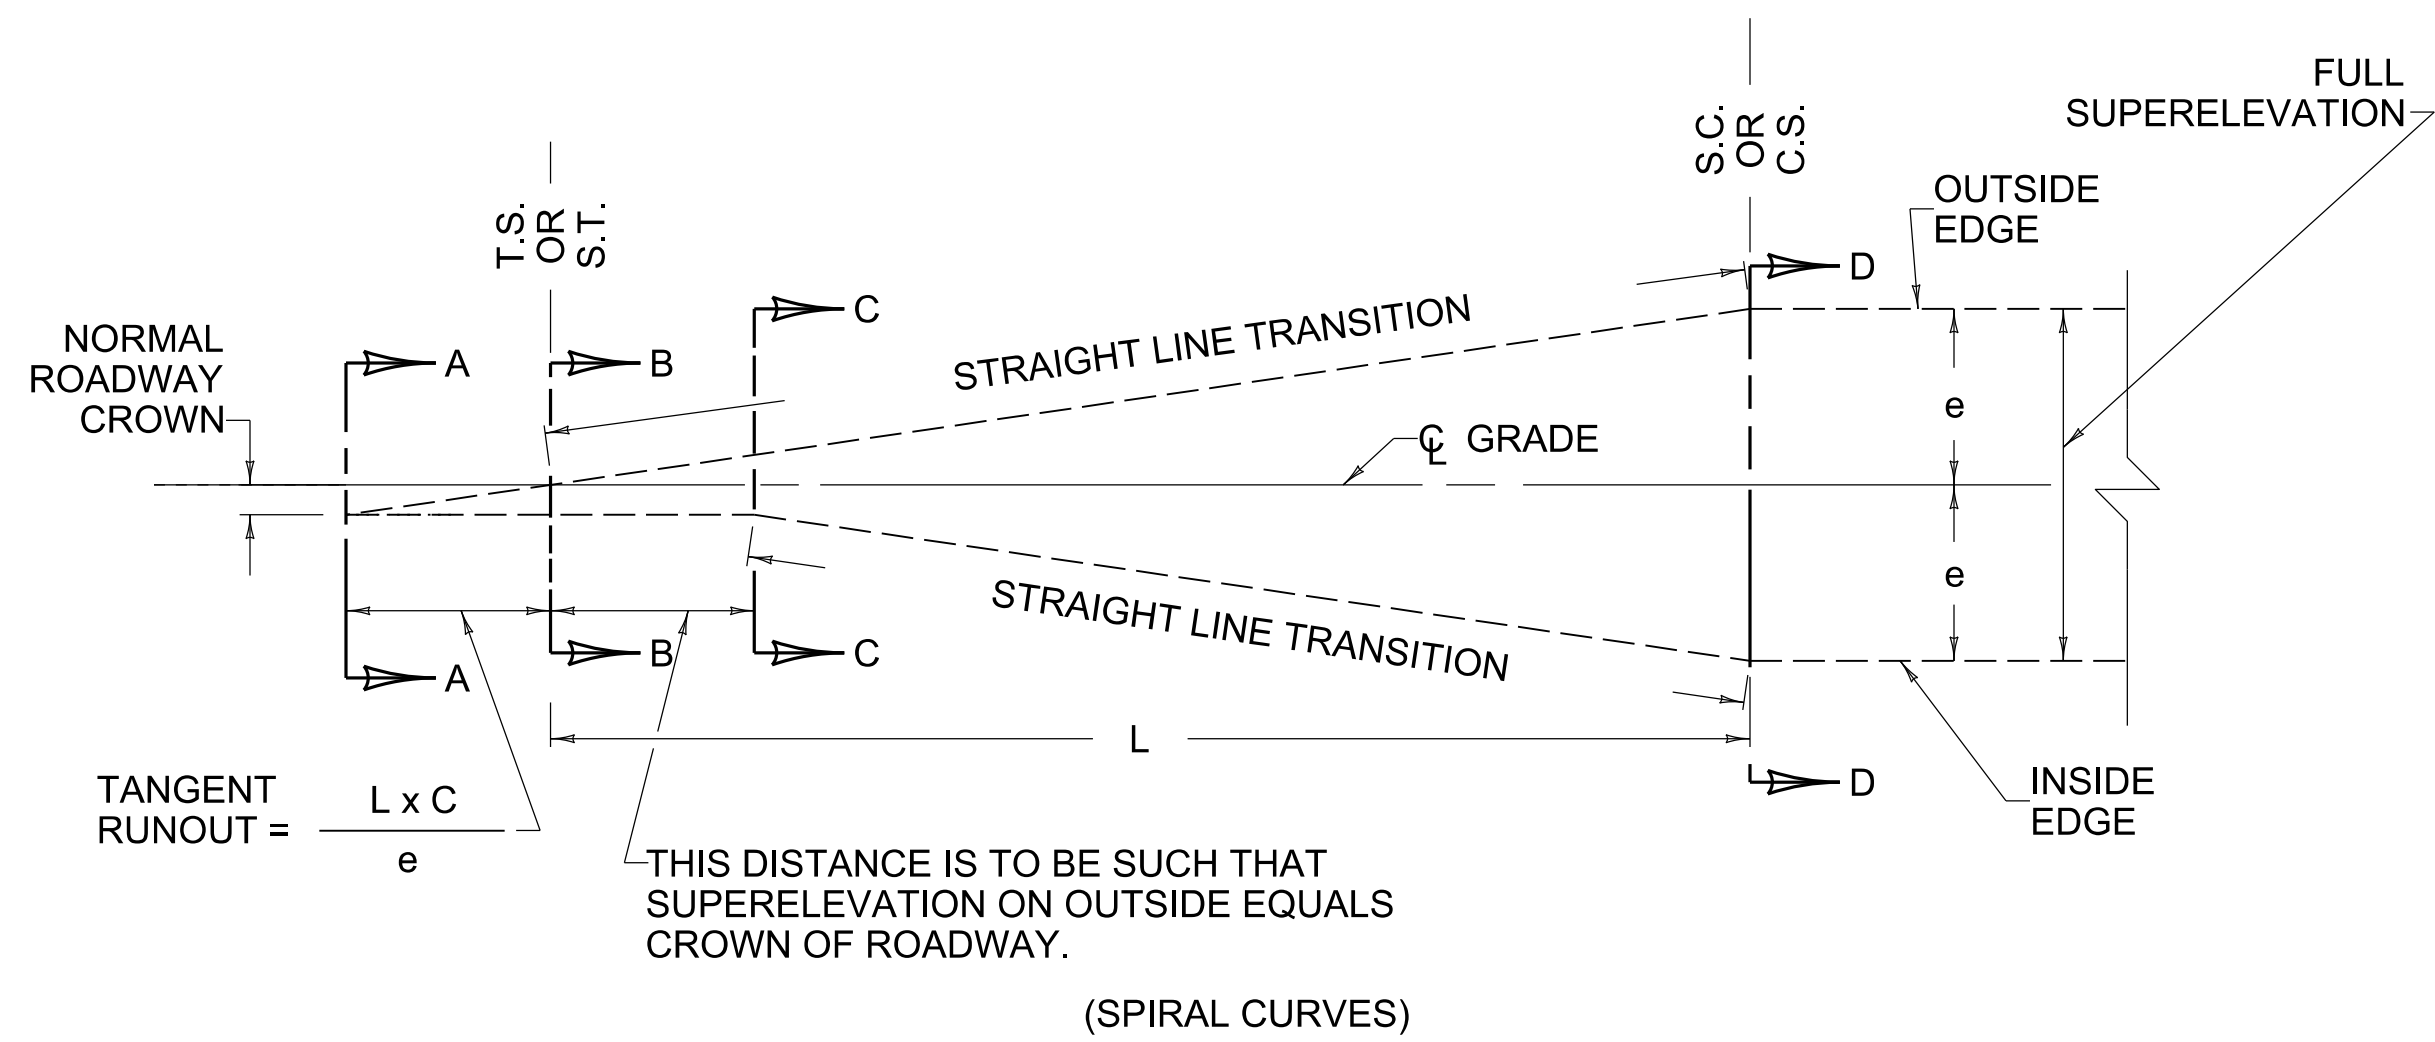 FULL
SUPERELEVATION
S.C.
OR
C.S.
T.S.
OR
S.T.
OUTSIDE
EDGE
D
C
STRAIGHT LINE TRANSITION
NORMAL
ROADWAY
CROWN
A
B
e
℄ GRADE
e
STRAIGHT LINE TRANSITION
B
C
A
L
D
TANGENT
RUNOUT =
L x C
e
INSIDE
EDGE
THIS DISTANCE IS TO BE SUCH THAT
SUPERELEVATION ON OUTSIDE EQUALS
CROWN OF ROADWAY.
(SPIRAL CURVES)